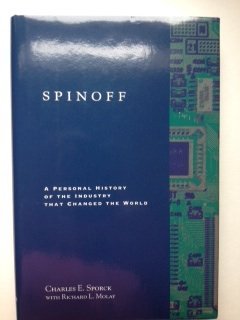 SPINOFF
A PERSONAL HISTORY
OF THE INDUSTRY
THAT CHANGED THE WORLD
CHARLES E. SPORCK
WITH RICHARD L. MOLAY